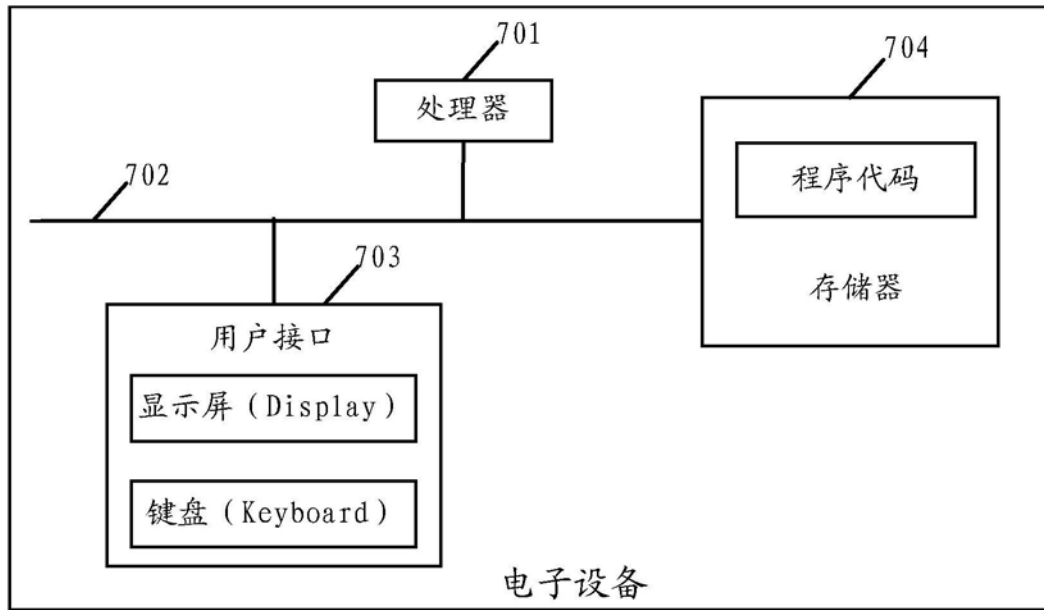 701
处理器
704
程序代码
存储器
702
703
用户接口
显示屏（Display）
键盘（Keyboard）
电子设备